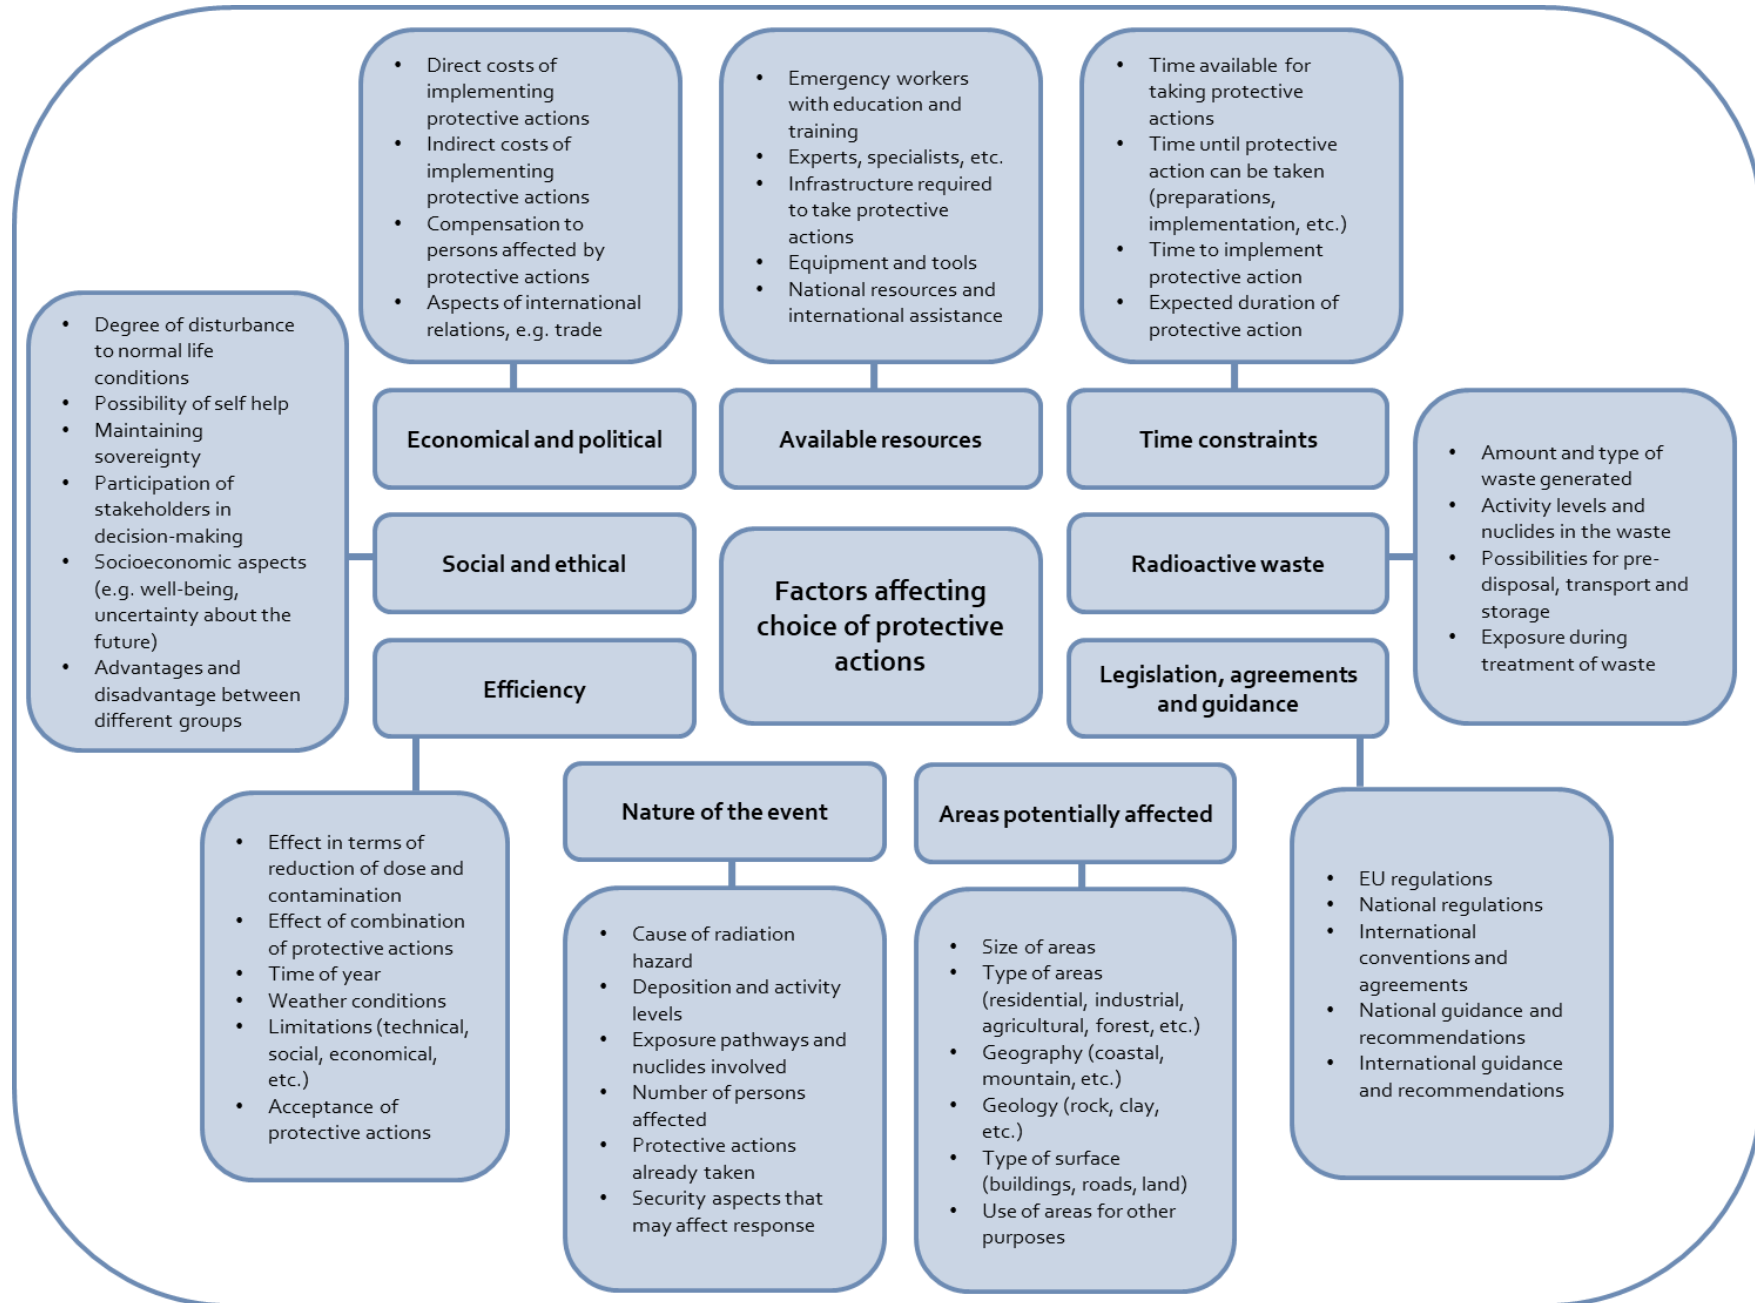 • Direct costs of
implementing
protective actions
• Indirect costs of
implementing
protective actions
• Compensation to
persons affected by
protective actions
• Aspects of international
relations, e.g. trade
Economical and political
• Emergency workers
with education and
training
• Experts, specialists, etc.
• Infrastructure required
to take protective
actions
• Equipment and tools
• National resources and
international assistance
Available resources
• Time available for
taking protective
actions
• Time until protective
action can be taken
(preparations,
implementation, etc.)
• Time to implement
protective action
• Expected duration of
protective action
Time constraints
• Degree of disturbance
to normal life
conditions
• Possibility of self help
• Maintaining
sovereignty
• Participation of
stakeholders in
decision-making
• Socioeconomic aspects
(e.g. well-being,
uncertainty about the
future)
• Advantages and
disadvantage between
different groups
Social and ethical
Factors affecting
choice of protective
actions
Radioactive waste
• Amount and type of
waste generated
• Activity levels and
nuclides in the waste
• Possibilities for pre-
disposal, transport and
storage
• Exposure during
treatment of waste
Efficiency
• Effect in terms of
reduction of dose and
contamination
• Effect of combination
of protective actions
• Time of year
• Weather conditions
• Limitations (technical,
social, economical,
etc.)
• Acceptance of
protective actions
Nature of the event
• Cause of radiation
hazard
• Deposition and activity
levels
• Exposure pathways and
nuclides involved
• Number of persons
affected
• Protective actions
already taken
• Security aspects that
may affect response
Areas potentially affected
• Size of areas
• Type of areas
(residential, industrial,
agricultural, forest, etc.)
• Geography (coastal,
mountain, etc.)
• Geology (rock, clay,
etc.)
• Type of surface
(buildings, roads, land)
• Use of areas for other
purposes
Legislation, agreements
and guidance
• EU regulations
• National regulations
• International
conventions and
agreements
• National guidance and
recommendations
• International guidance
and recommendations